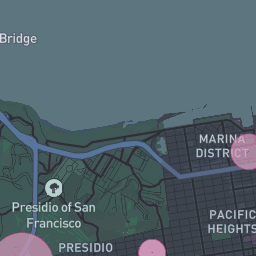 Bridge
MARINA
DISTRICT
Presidio of San
Francisco
PACIFIC
HEIGHTS
PRESIDIO